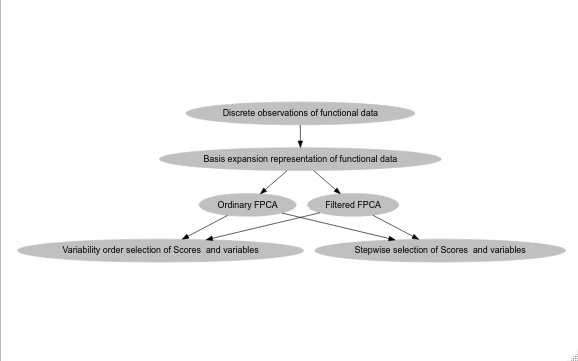 Discrete observations of functional data
Basis expansion representation of functional data
Ordinary FPCA
Filtered FPCA
Variability order selection of Scores  and variables
Stepwise selection of Scores  and variables